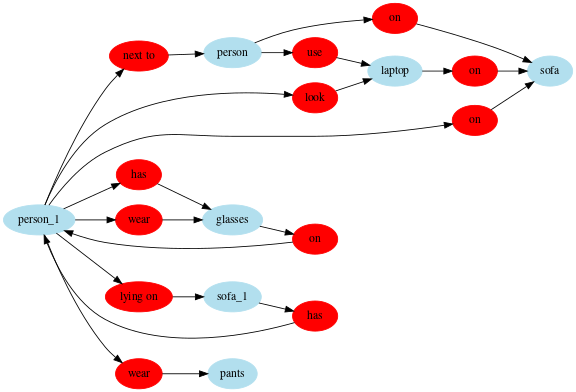 on
next to
person
use
laptop
on
sofa
look
on
has
person_1
wear
glasses
on
lying on
sofa_1
has
wear
pants